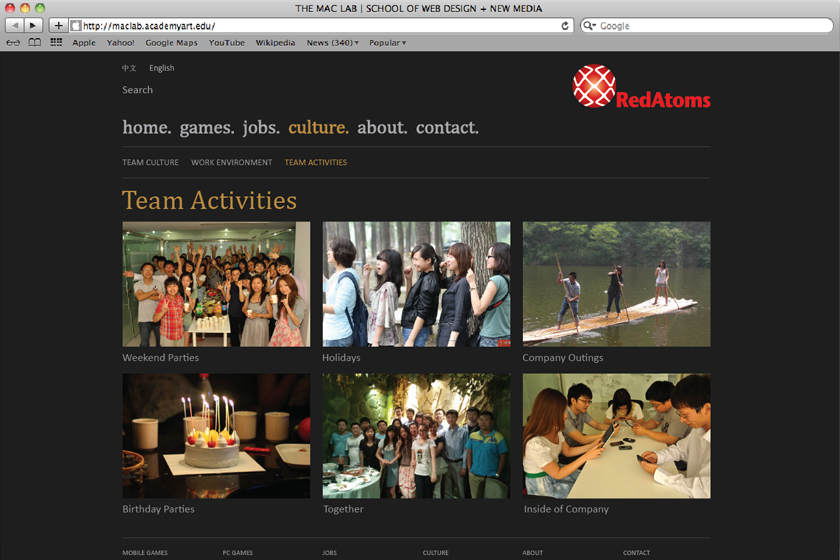 THE MAC LAB | SCHOOL OF WEB DESIGN + NEW MEDIA
http://maclab.academyart.edu/
Google
Apple Yahoo! Google Maps YouTube Wikipedia News (340) Popular
中文 English
Search
RedAtoms
home. games. jobs. culture. about. contact.
TEAM CULTURE WORK ENVIRONMENT TEAM ACTIVITIES
Team Activities
Weekend Parties Holidays Company Outings
Birthday Parties Together Inside of Company
MOBILE GAMES PC GAMES JOBS CULTURE ABOUT CONTACT